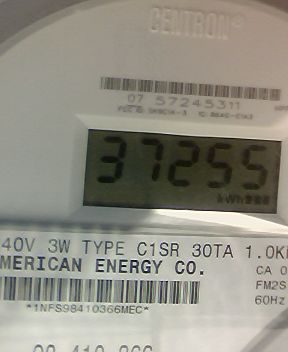 CENTRON®
07 57245311
37255
kWh
40V 3W TYPE C1SR 30TA 1.0K
MERICAN ENERGY CO.
CA 0
FM2S
60Hz
*1NFS98410366MEC*